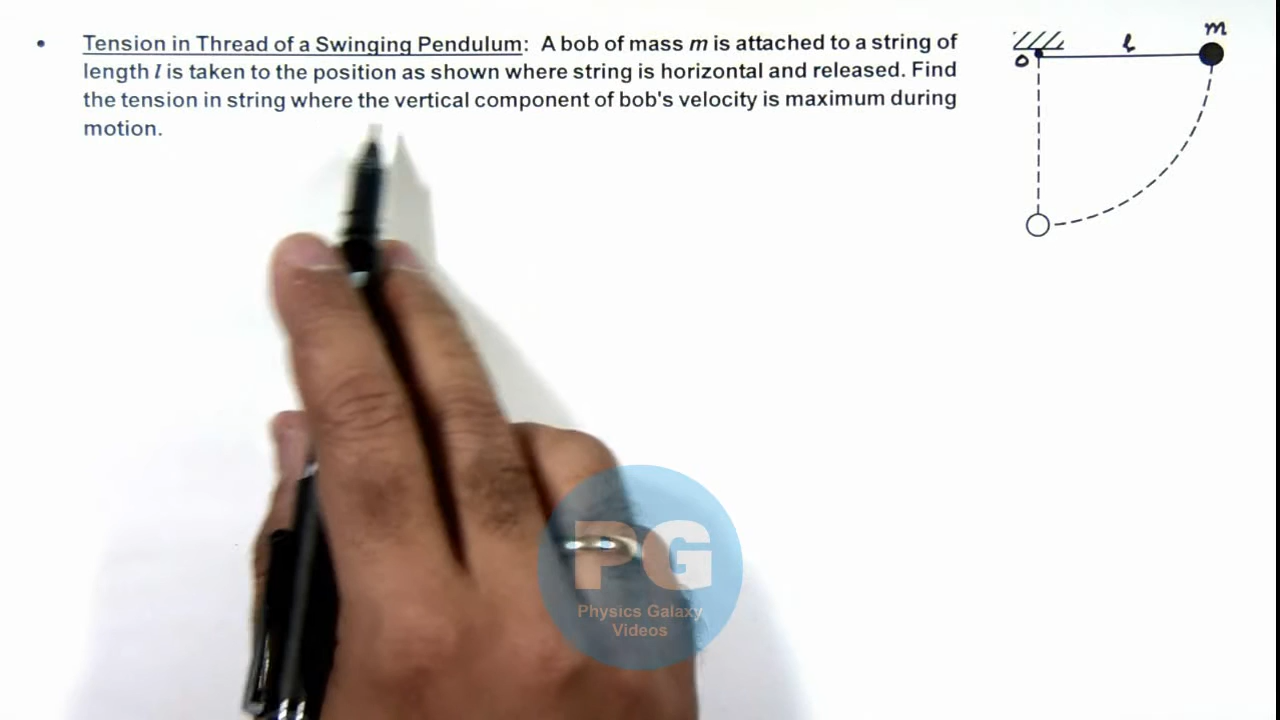 • Tension in Thread of a Swinging Pendulum: A bob of mass m is attached to a string of
length l is taken to the position as shown where string is horizontal and released. Find
the tension in string where the vertical component of bob's velocity is maximum during
motion.
m
l
O
PG
Physics Galaxy
Videos